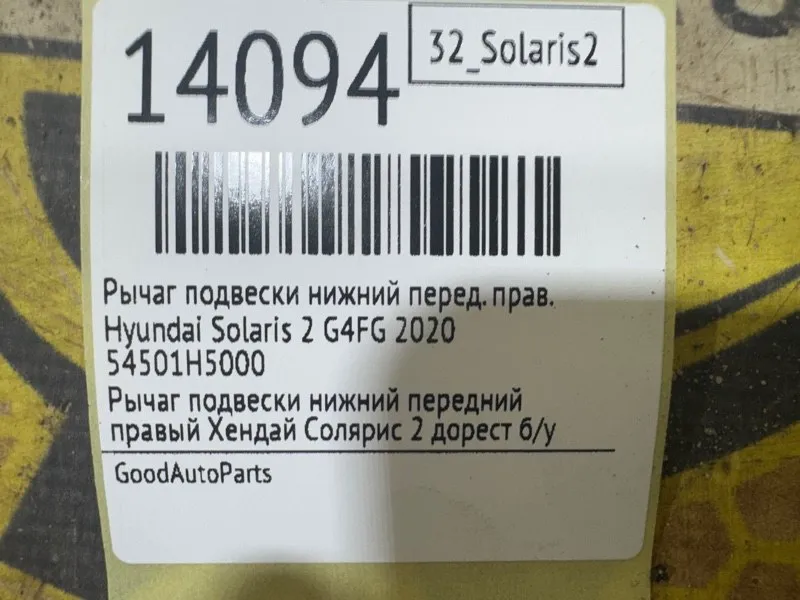 14094
32_Solaris2
Рычаг подвески нижний перед. прав.
Hyundai Solaris 2 G4FG 2020
54501H5000
Рычаг подвески нижний передний
правый Хендай Солярис 2 дорест б/у
GoodAutoParts